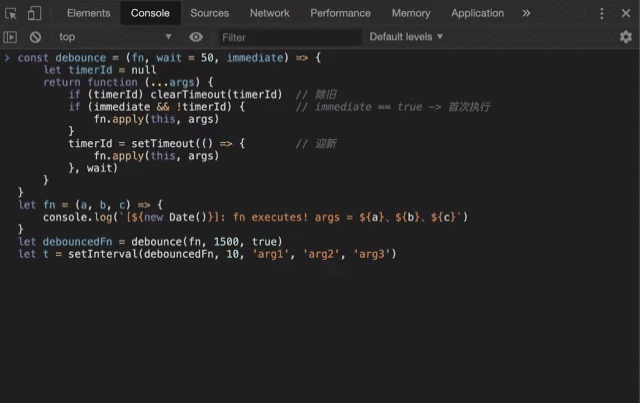 Elements Console Sources Network Performance Memory Application »
top Filter Default levels
> const debounce = (fn, wait = 50, immediate) => {
    let timerId = null
    return function (...args) {
        if (timerId) clearTimeout(timerId)  // 除旧
        if (immediate && !timerId) {        // immediate == true -> 首次执行
            fn.apply(this, args)
        }
        timerId = setTimeout(() => {        // 迎新
            fn.apply(this, args)
        }, wait)
    }
}
let fn = (a, b, c) => {
    console.log(`[${new Date()}]: fn executes! args = ${a}、${b}、${c}`)
}
let debouncedFn = debounce(fn, 1500, true)
let t = setInterval(debouncedFn, 10, 'arg1', 'arg2', 'arg3')